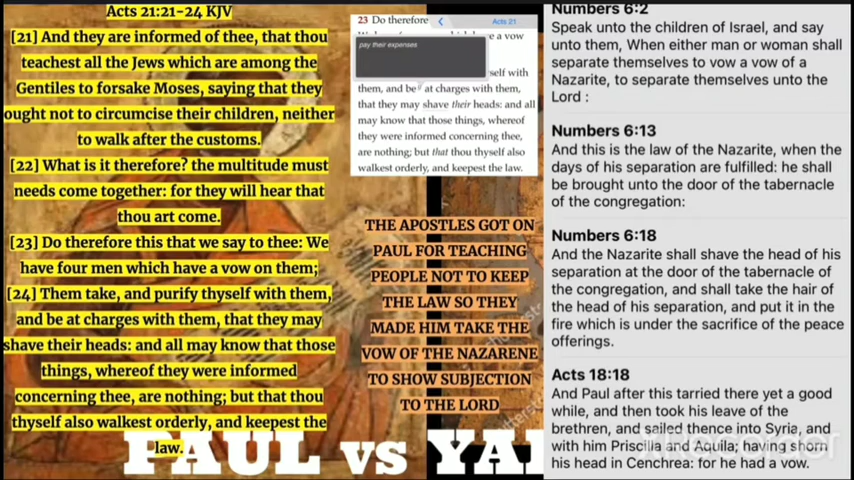 Acts 21:21-24 KJV
[21] And they are informed of thee, that thou
teachest all the Jews which are among the
Gentiles to forsake Moses, saying that they
ought not to circumcise their children, neither
to walk after the customs.
[22] What is it therefore? the multitude must
needs come together: for they will hear that
thou art come.
[23] Do therefore this that we say to thee: We
have four men which have a vow on them;
[24] Them take, and purify thyself with them,
and be at charges with them, that they may
shave their heads: and all may know that those
things, whereof they were informed
concerning thee, are nothing; but that thou
thyself also walkest orderly, and keepest the
law.
23 Do therefore
Acts 21
a vow
pay their expenses
self with
them, and be at charges with them,
that they may shave their heads: and all
may know that those things, whereof
they were informed concerning thee,
are nothing; but that thou thyself also
walkest orderly, and keepest the law.
THE APOSTLES GOT ON
PAUL FOR TEACHING
PEOPLE NOT TO KEEP
THE LAW SO THEY
MADE HIM TAKE THE
VOW OF THE NAZARENE
TO SHOW SUBJECTION
TO THE LORD
PAUL vs YA
Numbers 6:2
Speak unto the children of Israel, and say
unto them, When either man or woman shall
separate themselves to vow a vow of a
Nazarite, to separate themselves unto the
Lord :
Numbers 6:13
And this is the law of the Nazarite, when the
days of his separation are fulfilled: he shall
be brought unto the door of the tabernacle
of the congregation:
Numbers 6:18
And the Nazarite shall shave the head of his
separation at the door of the tabernacle of
the congregation, and shall take the hair of
the head of his separation, and put it in the
fire which is under the sacrifice of the peace
offerings.
Acts 18:18
And Paul after this tarried there yet a good
while, and then took his leave of the
brethren, and sailed thence into Syria, and
with him Priscilla and Aquila; having shorn
his head in Cenchrea: for he had a vow.